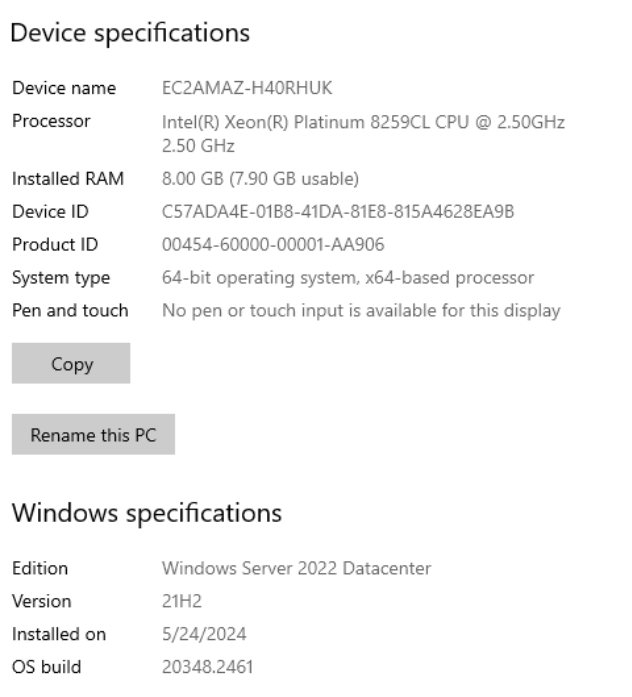 Device specifications
Device name EC2AMAZ-H40RHUK
Processor Intel(R) Xeon(R) Platinum 8259CL CPU @ 2.50GHz
2.50 GHz
Installed RAM 8.00 GB (7.90 GB usable)
Device ID C57ADA4E-01B8-41DA-81E8-815A4628EA9B
Product ID 00454-60000-00001-AA906
System type 64-bit operating system, x64-based processor
Pen and touch No pen or touch input is available for this display
Copy
Rename this PC
Windows specifications
Edition Windows Server 2022 Datacenter
Version 21H2
Installed on 5/24/2024
OS build 20348.2461